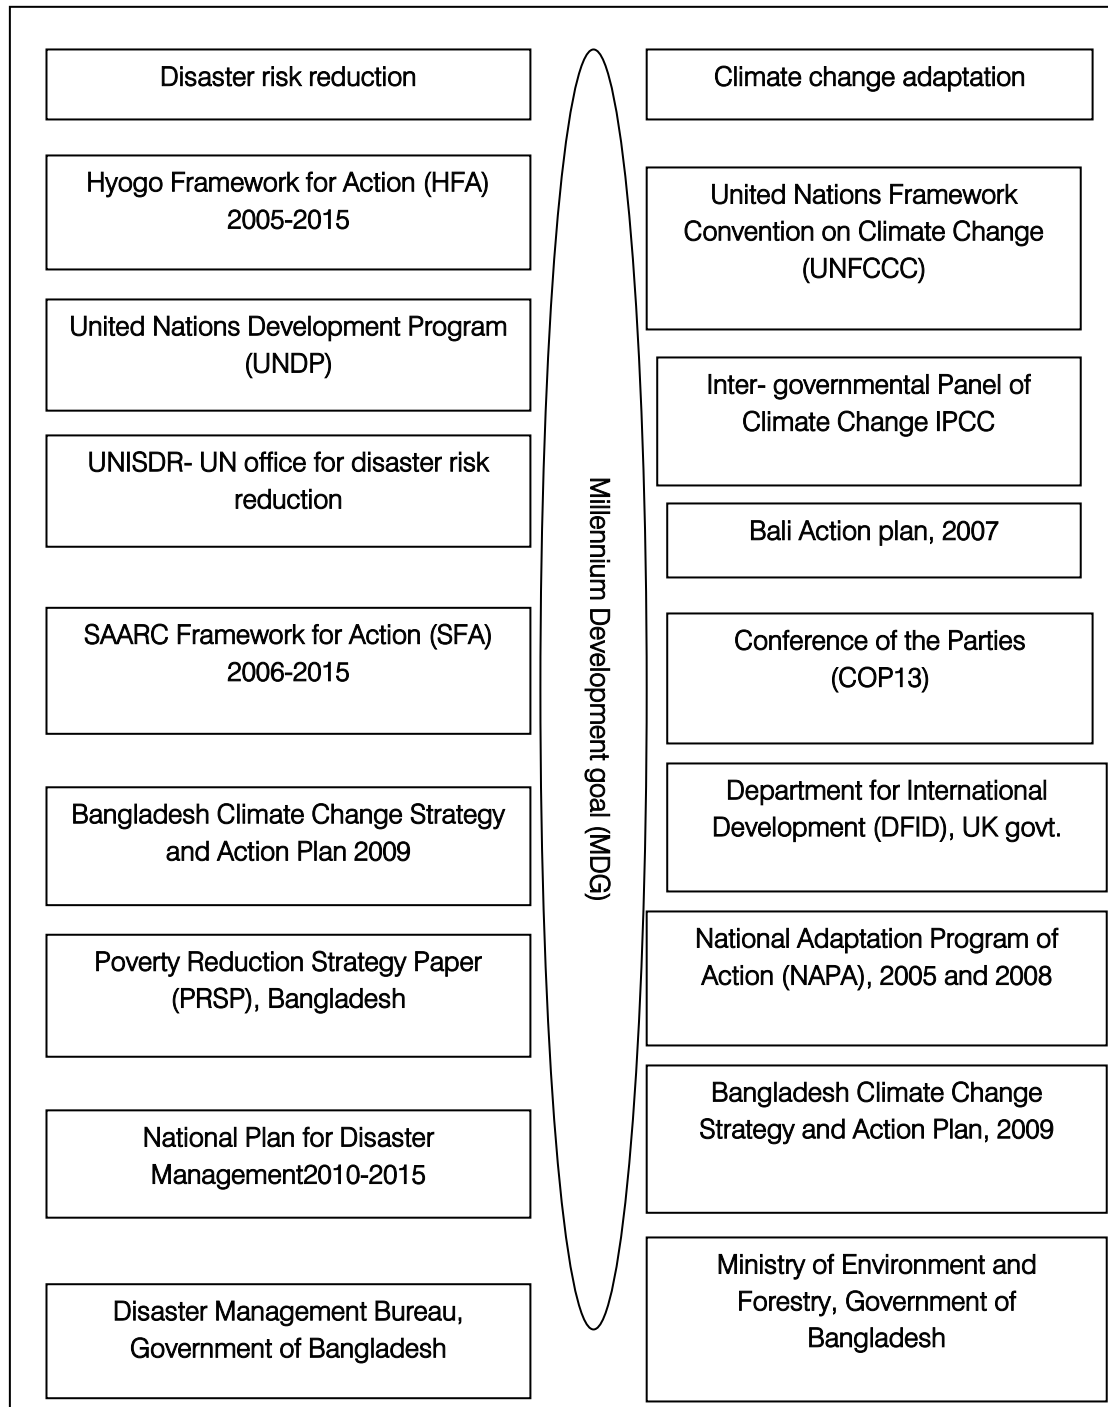 Disaster risk reduction
Hyogo Framework for Action (HFA)
2005-2015
United Nations Development Program
(UNDP)
UNISDR- UN office for disaster risk
reduction
SAARC Framework for Action (SFA)
2006-2015
Bangladesh Climate Change Strategy
and Action Plan 2009
Poverty Reduction Strategy Paper
(PRSP), Bangladesh
National Plan for Disaster
Management2010-2015
Disaster Management Bureau,
Government of Bangladesh
Millennium Development goal (MDG)
Climate change adaptation
United Nations Framework
Convention on Climate Change
(UNFCCC)
Inter- governmental Panel of
Climate Change IPCC
Bali Action plan, 2007
Conference of the Parties
(COP13)
Department for International
Development (DFID), UK govt.
National Adaptation Program of
Action (NAPA), 2005 and 2008
Bangladesh Climate Change
Strategy and Action Plan, 2009
Ministry of Environment and
Forestry, Government of
Bangladesh